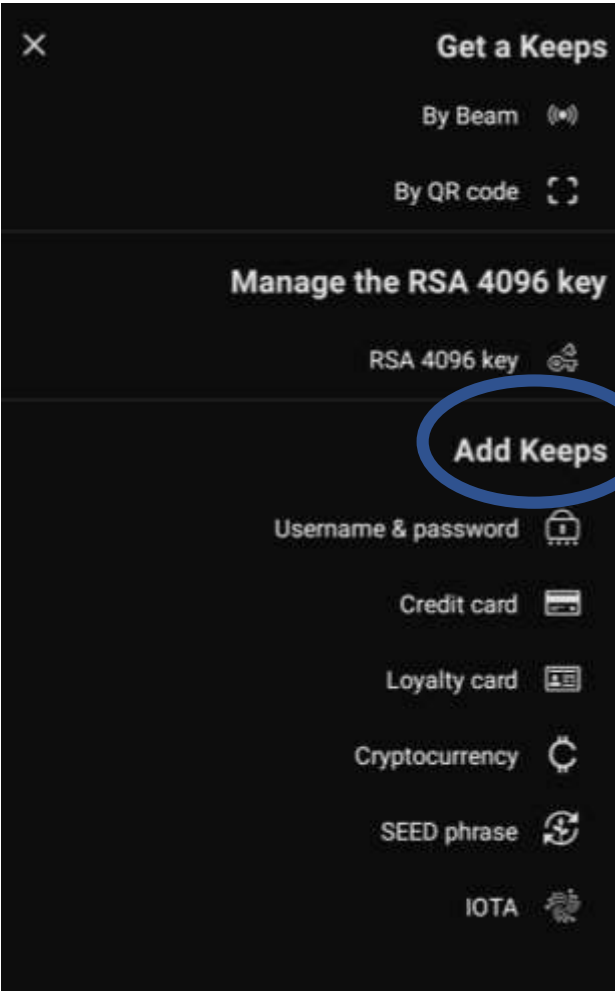 Get a Keeps
By Beam
By QR code
Manage the RSA 4096 key
RSA 4096 key
Add Keeps
Username & password
Credit card
Loyalty card
Cryptocurrency
SEED phrase
IOTA